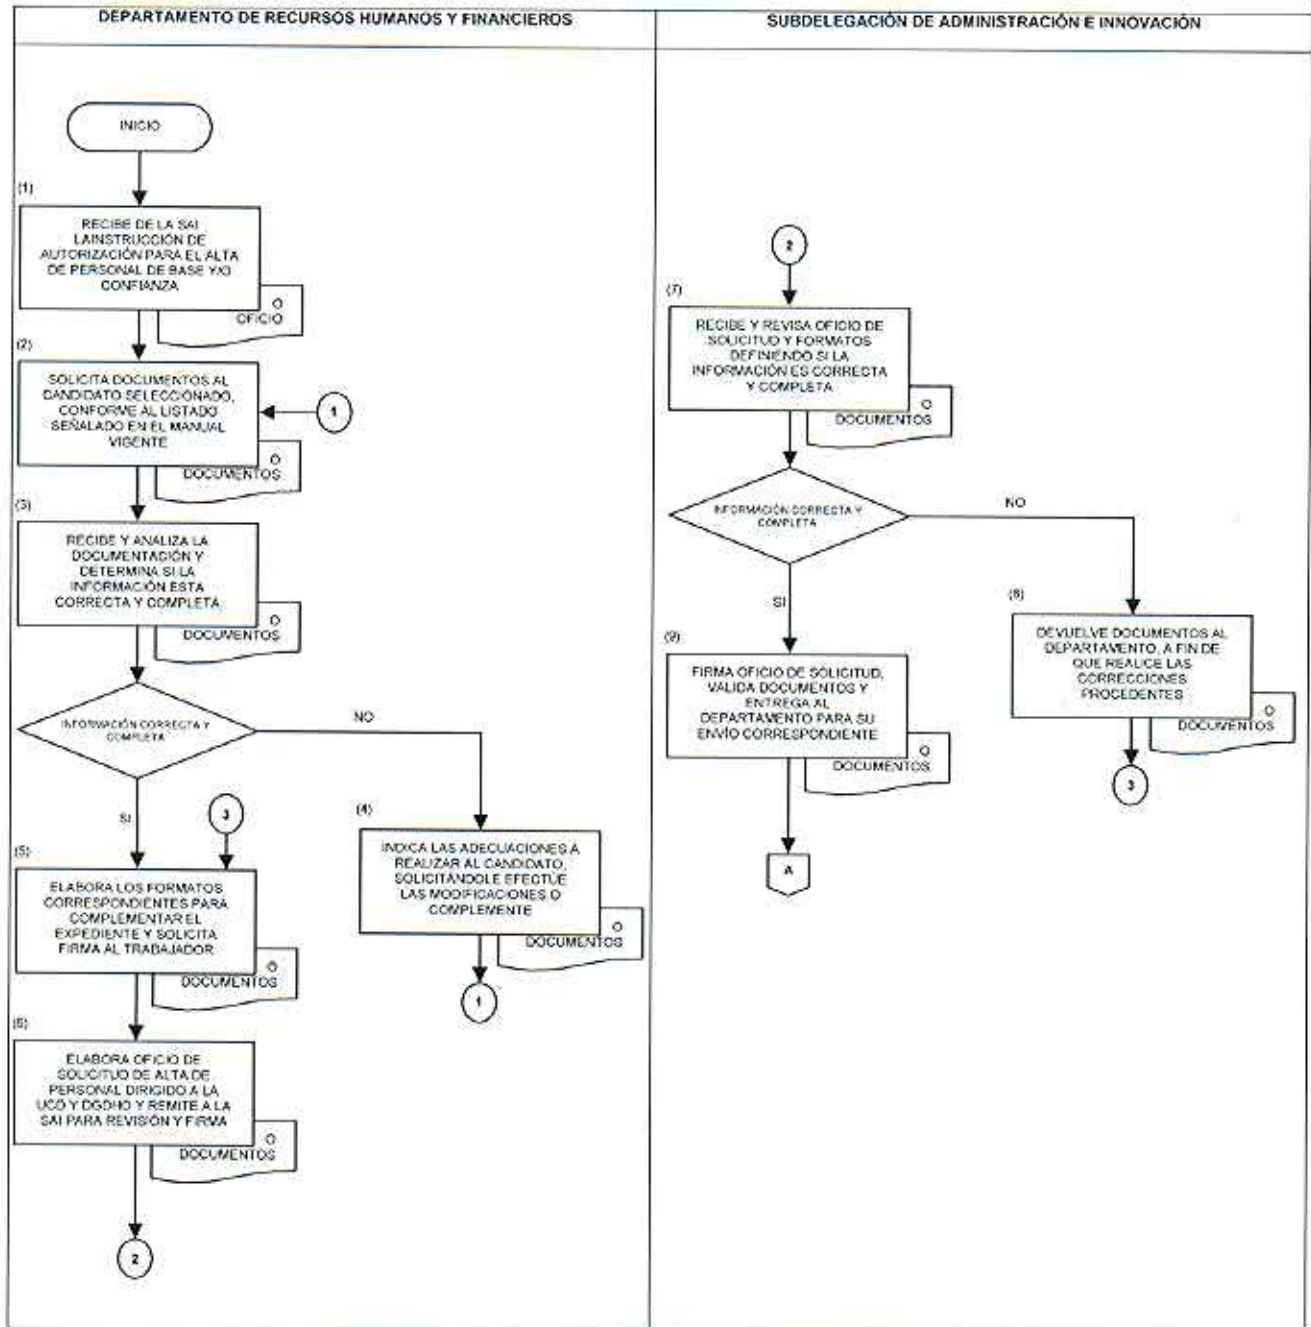 DEPARTAMENTO DE RECURSOS HUMANOS Y FINANCIEROS
SUBDELEGACIÓN DE ADMINISTRACIÓN E INNOVACIÓN
INICIO
(1)
RECIBE DE LA SAI
LAINSTRUCCIÓN DE
AUTORIZACIÓN PARA EL ALTA
DE PERSONAL DE BASE Y/O
CONFIANZA
O
OFICIO
(2)
SOLICITA DOCUMENTOS AL
CANDIDATO SELECCIONADO,
CONFORME AL LISTADO
SEÑALADO EN EL MANUAL
VIGENTE
1
O
DOCUMENTOS
(3)
RECIBE Y ANALIZA LA
DOCUMENTACIÓN Y
DETERMINA SI LA
INFORMACIÓN ESTA
CORRECTA Y COMPLETA
O
DOCUMENTOS
INFORMACIÓN CORRECTA Y
COMPLETA
NO
SI
3
(4)
INDICA LAS ADECUACIONES A
REALIZAR AL CANDIDATO,
SOLICITÁNDOLE EFECTÚE
LAS MODIFICACIONES O
COMPLEMENTE
O
DOCUMENTOS
1
(5)
ELABORA LOS FORMATOS
CORRESPONDIENTES PARA
COMPLEMENTAR EL
EXPEDIENTE Y SOLICITA
FIRMA AL TRABAJADOR
O
DOCUMENTOS
(6)
ELABORA OFICIO DE
SOLICITUD DE ALTA DE
PERSONAL DIRIGIDO A LA
UCD Y DGDHO Y REMITE A LA
SAI PARA REVISIÓN Y FIRMA
O
DOCUMENTOS
2
2
(7)
RECIBE Y REVISA OFICIO DE
SOLICITUD Y FORMATOS
DEFINIENDO SI LA
INFORMACIÓN ES CORRECTA
Y COMPLETA
O
DOCUMENTOS
INFORMACIÓN CORRECTA Y
COMPLETA
NO
SI
(8)
DEVUELVE DOCUMENTOS AL
DEPARTAMENTO, A FIN DE
QUE REALICE LAS
CORRECCIONES
PROCEDENTES
O
DOCUMENTOS
3
(9)
FIRMA OFICIO DE SOLICITUD,
VALIDA DOCUMENTOS Y
ENTREGA AL
DEPARTAMENTO PARA SU
ENVÍO CORRESPONDIENTE
O
DOCUMENTOS
A